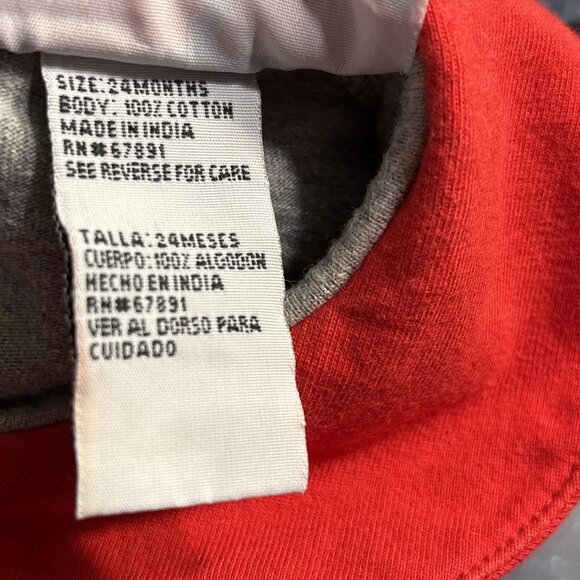 SIZE:24MONTHS
BODY: 100% COTTON
MADE IN INDIA
RN#67891
SEE REVERSE FOR CARE
TALLA:24MESES
CUERPO:100% ALGODON
HECHO EN INDIA
RN#67891
VER AL DORSO PARA
CUIDADO